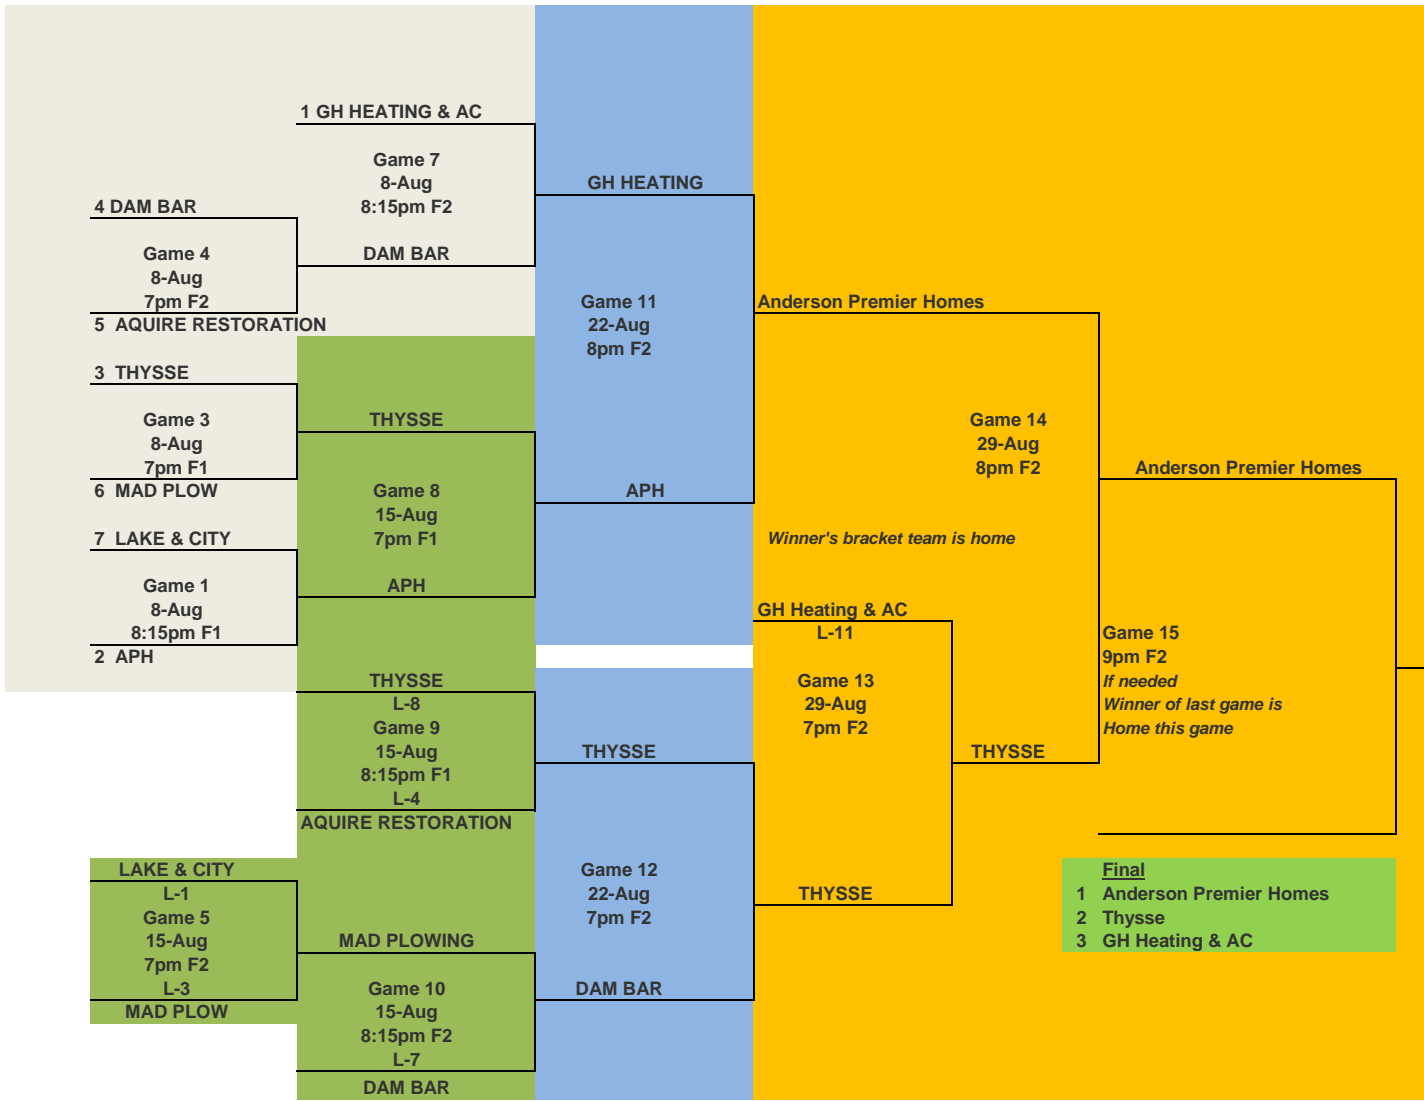 1 GH HEATING & AC
Game 7
8-Aug
8:15pm F2
GH HEATING
4 DAM BAR
Game 4
8-Aug
7pm F2
DAM BAR
5 AQUIRE RESTORATION
Game 11
22-Aug
8pm F2
Anderson Premier Homes
3 THYSSE
Game 3
8-Aug
7pm F1
6 MAD PLOW
THYSSE
Game 8
15-Aug
7pm F1
APH
Game 14
29-Aug
8pm F2
Anderson Premier Homes
7 LAKE & CITY
Game 1
8-Aug
8:15pm F1
2 APH
APH
Winner's bracket team is home
GH Heating & AC
L-11
Game 13
29-Aug
7pm F2
Game 15
9pm F2
If needed
Winner of last game is
Home this game
THYSSE
L-8
Game 9
15-Aug
8:15pm F1
L-4
AQUIRE RESTORATION
THYSSE
THYSSE
LAKE & CITY
L-1
Game 5
15-Aug
7pm F2
L-3
MAD PLOW
MAD PLOWING
Game 10
15-Aug
8:15pm F2
L-7
DAM BAR
Game 12
22-Aug
7pm F2
DAM BAR
THYSSE
Final
1 Anderson Premier Homes
2 Thysse
3 GH Heating & AC